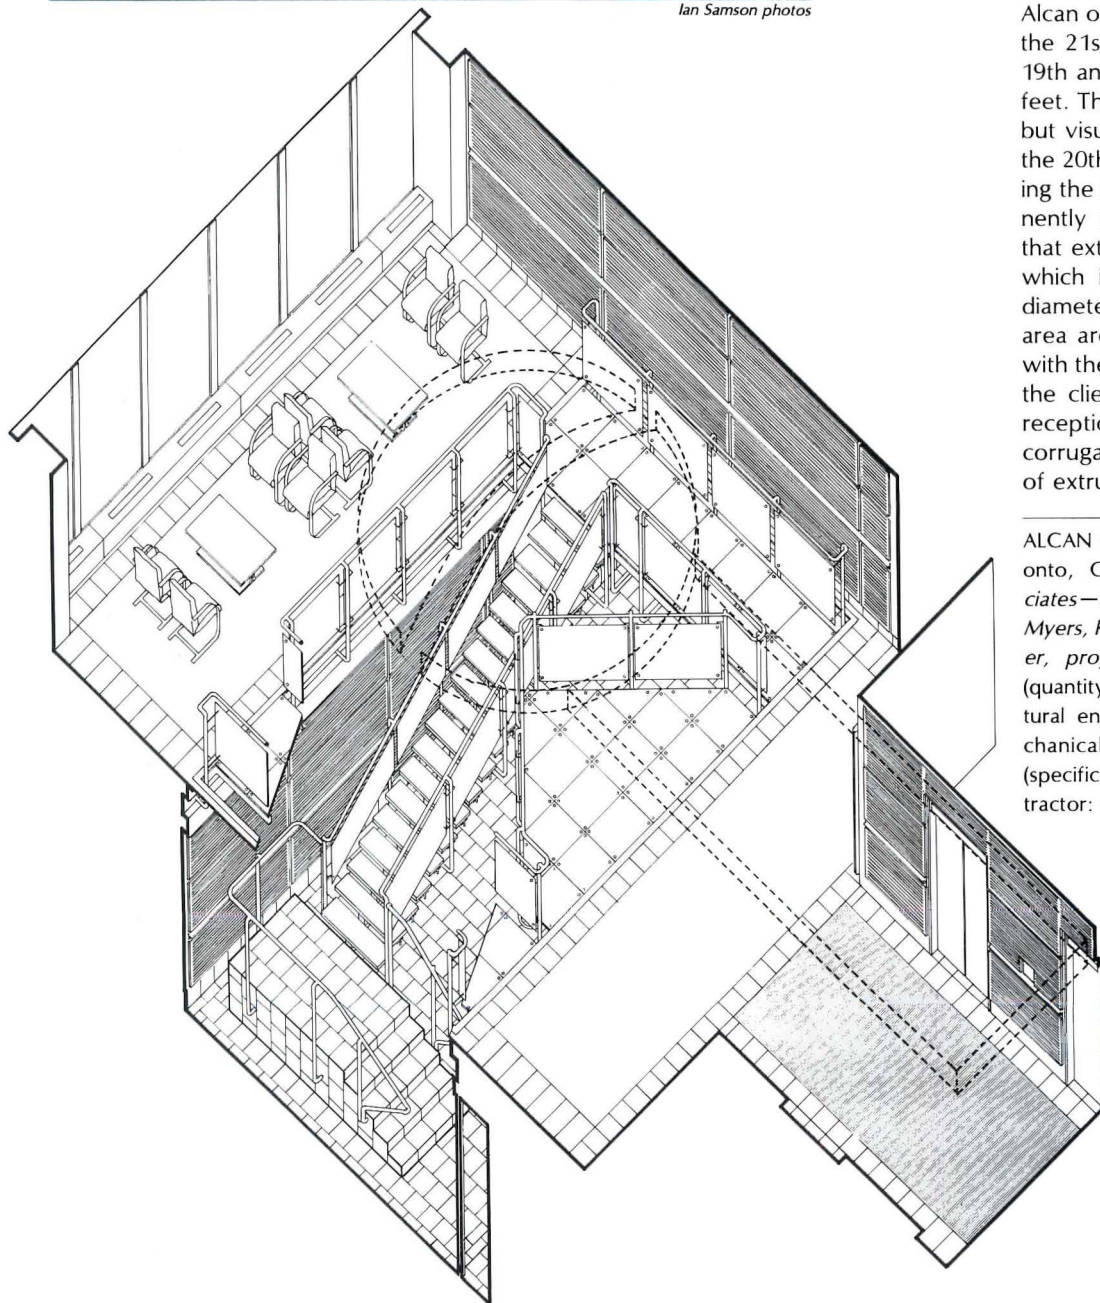 Ian Samson photos
Alcan o
the 21s
19th an
feet. Th
but visu
the 20th
ing the
nently
that ext
which i
diamete
area are
with the
the clie
reception
corruga
of extru
ALCAN
onto, C
ciates—
Myers, R
er, proj
(quantity
tural en
chanical
(specific
tractor: